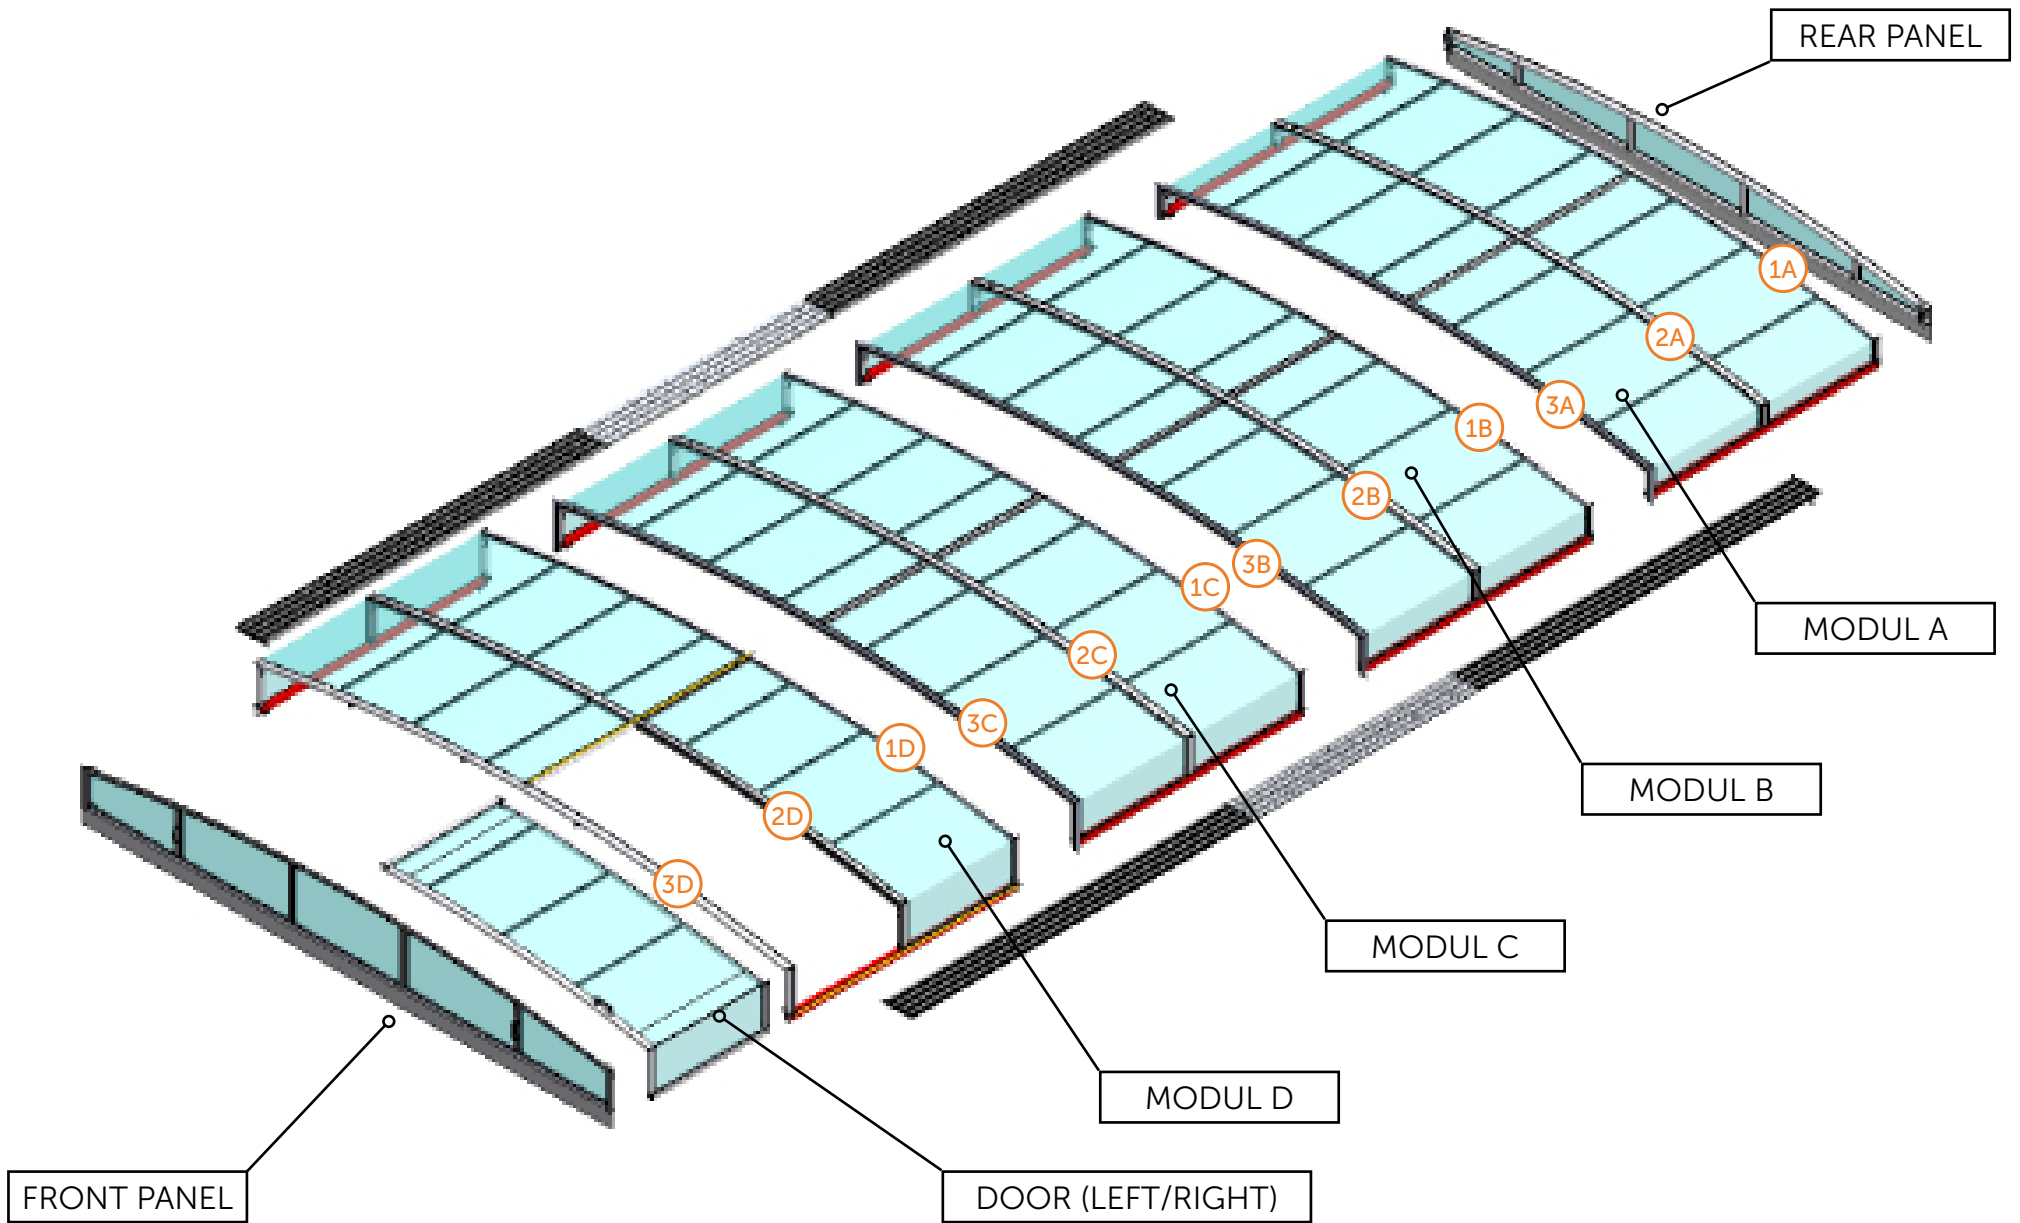 REAR PANEL
1A
2A
3A
1B
2B
3B
1C
2C
3C
1D
2D
3D
MODUL A
MODUL B
MODUL C
MODUL D
DOOR (LEFT/RIGHT)
FRONT PANEL